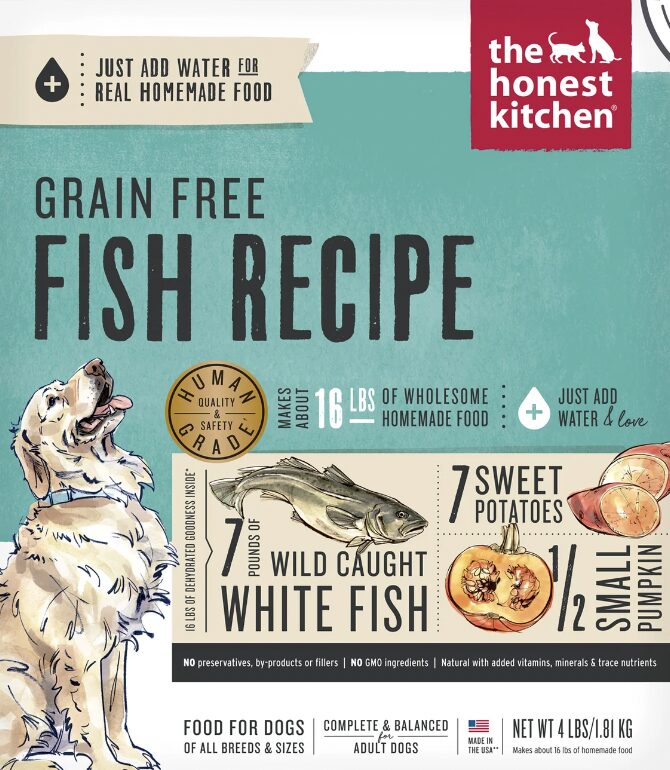 JUST ADD WATER FOR
REAL HOMEMADE FOOD
the
honest
kitchen®
GRAIN FREE
FISH RECIPE
HUMAN
QUALITY
&
SAFETY
GRADE
MAKES
ABOUT
16 LBS
OF WHOLESOME
HOMEMADE FOOD
JUST ADD
WATER & love
16 LBS OF DEHYDRATED GOODNESS INSIDE*
7 POUNDS OF
WILD CAUGHT
WHITE FISH
7 SWEET
POTATOES
1/2 SMALL
PUMPKIN
NO preservatives, by-products or fillers | NO GMO ingredients | Natural with added vitamins, minerals & trace nutrients
FOOD FOR DOGS
OF ALL BREEDS & SIZES
COMPLETE & BALANCED
for
ADULT DOGS
MADE IN
THE USA**
NET WT 4 LBS/1.81 KG
Makes about 16 lbs of homemade food